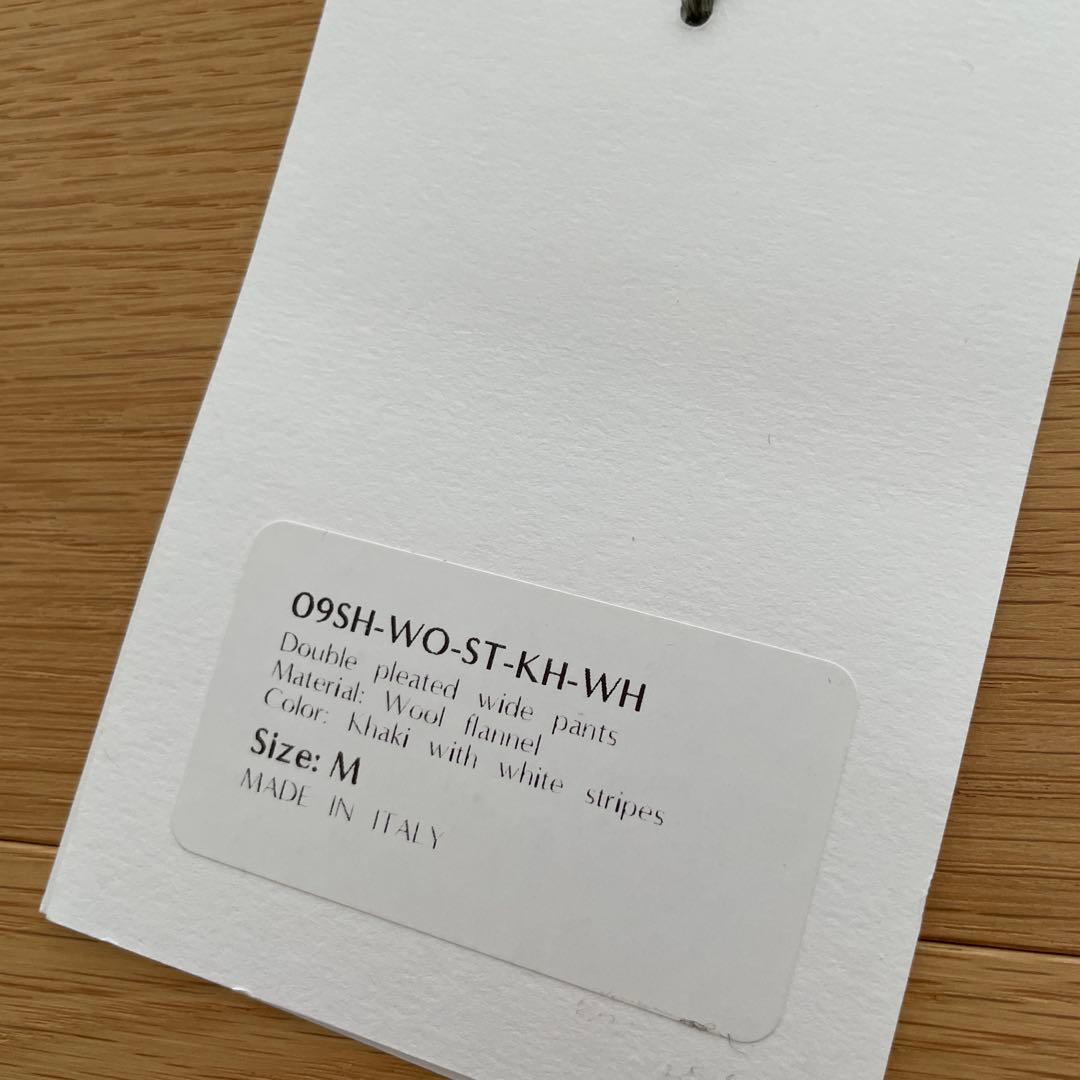 09SH-WO-ST-KH-WH
Double pleated wide pants
Material: Wool flannel
Color: Khaki with white stripes
Size: M
MADE IN ITALY